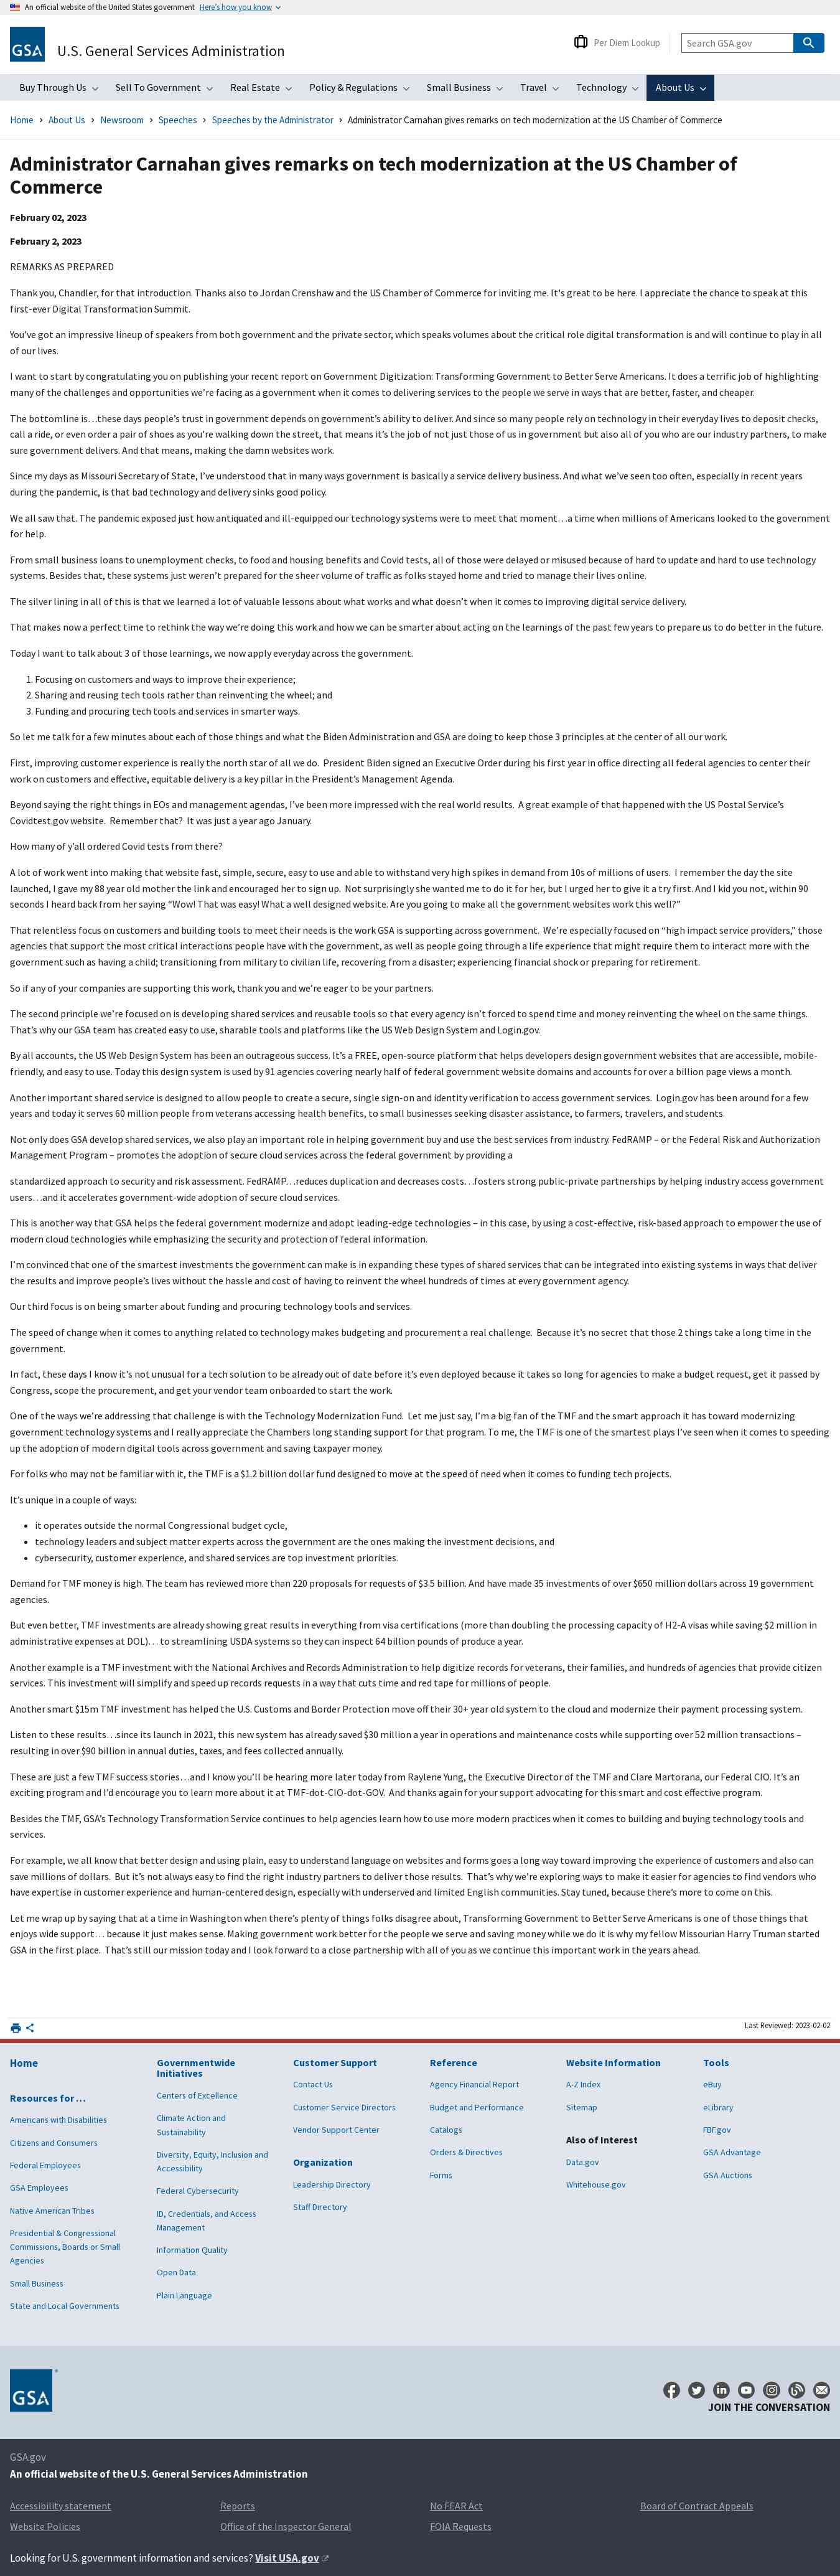 An official website of the United States government Here's how you know
GSA
U.S. General Services Administration
Per Diem Lookup
Search GSA.gov
Buy Through Us Sell To Government Real Estate Policy & Regulations Small Business Travel Technology About Us
Home > About Us > Newsroom > Speeches > Speeches by the Administrator > Administrator Carnahan gives remarks on tech modernization at the US Chamber of Commerce
Administrator Carnahan gives remarks on tech modernization at the US Chamber of
Commerce
February 02, 2023
February 2, 2023
REMARKS AS PREPARED
Thank you, Chandler, for that introduction. Thanks also to Jordan Crenshaw and the US Chamber of Commerce for inviting me. It's great to be here. I appreciate the chance to speak at this
first-ever Digital Transformation Summit.
You've got an impressive lineup of speakers from both government and the private sector, which speaks volumes about the critical role digital transformation is and will continue to play in all
of our lives.
I want to start by congratulating you on publishing your recent report on Government Digitization: Transforming Government to Better Serve Americans. It does a terrific job of highlighting
many of the challenges and opportunities we're facing as a government when it comes to delivering services to the people we serve in ways that are better, faster, and cheaper.
The bottomline is…these days people's trust in government depends on government's ability to deliver. And since so many people rely on technology in their everyday lives to deposit checks,
call a ride, or even order a pair of shoes as you're walking down the street, that means it's the job of not just those of us in government but also all of you who are our industry partners, to make
sure government delivers. And that means, making the damn websites work.
Since my days as Missouri Secretary of State, I've understood that in many ways government is basically a service delivery business. And what we've seen too often, especially in recent years
during the pandemic, is that bad technology and delivery sinks good policy.
We all saw that. The pandemic exposed just how antiquated and ill-equipped our technology systems were to meet that moment…a time when millions of Americans looked to the government
for help.
From small business loans to unemployment checks, to food and housing benefits and Covid tests, all of those were delayed or misused because of hard to update and hard to use technology
systems. Besides that, these systems just weren't prepared for the sheer volume of traffic as folks stayed home and tried to manage their lives online.
The silver lining in all of this is that we learned a lot of valuable lessons about what works and what doesn't when it comes to improving digital service delivery.
That makes now a perfect time to rethink the way we're doing this work and how we can be smarter about acting on the learnings of the past few years to prepare us to do better in the future.
Today I want to talk about 3 of those learnings, we now apply everyday across the government.
1. Focusing on customers and ways to improve their experience;
2. Sharing and reusing tech tools rather than reinventing the wheel; and
3. Funding and procuring tech tools and services in smarter ways.
So let me talk for a few minutes about each of those things and what the Biden Administration and GSA are doing to keep those 3 principles at the center of all our work.
First, improving customer experience is really the north star of all we do. President Biden signed an Executive Order during his first year in office directing all federal agencies to center their
work on customers and effective, equitable delivery is a key pillar in the President's Management Agenda.
Beyond saying the right things in EOs and management agendas, I've been more impressed with the real world results. A great example of that happened with the US Postal Service's
Covidtest.gov website. Remember that? It was just a year ago January.
How many of y'all ordered Covid tests from there?
A lot of work went into making that website fast, simple, secure, easy to use and able to withstand very high spikes in demand from 10s of millions of users. I remember the day the site
launched, I gave my 88 year old mother the link and encouraged her to sign up. Not surprisingly she wanted me to do it for her, but I urged her to give it a try first. And I kid you not, within 90
seconds I heard back from her saying "Wow! That was easy! What a well designed website. Are you going to make all the government websites work this well?"
That relentless focus on customers and building tools to meet their needs is the work GSA is supporting across government. We're especially focused on "high impact service providers," those
agencies that support the most critical interactions people have with the government, as well as people going through a life experience that might require them to interact more with the
government such as having a child; transitioning from military to civilian life, recovering from a disaster; experiencing financial shock or preparing for retirement.
So if any of your companies are supporting this work, thank you and we're eager to be your partners.
The second principle we're focused on is developing shared services and reusable tools so that every agency isn't forced to spend time and money reinventing the wheel on the same things.
That's why our GSA team has created easy to use, sharable tools and platforms like the US Web Design System and Login.gov.
By all accounts, the US Web Design System has been an outrageous success. It's a FREE, open-source platform that helps developers design government websites that are accessible, mobile-
friendly, and easy to use. Today this design system is used by 91 agencies covering nearly half of federal government website domains and accounts for over a billion page views a month.
Another important shared service is designed to allow people to create a secure, single sign-on and identity verification to access government services. Login.gov has been around for a few
years and today it serves 60 million people from veterans accessing health benefits, to small businesses seeking disaster assistance, to farmers, travelers, and students.
Not only does GSA develop shared services, we also play an important role in helping government buy and use the best services from industry. FedRAMP – or the Federal Risk and Authorization
Management Program – promotes the adoption of secure cloud services across the federal government by providing a
standardized approach to security and risk assessment. FedRAMP…reduces duplication and decreases costs…fosters strong public-private partnerships by helping industry access government
users…and it accelerates government-wide adoption of secure cloud services.
This is another way that GSA helps the federal government modernize and adopt leading-edge technologies – in this case, by using a cost-effective, risk-based approach to empower the use of
modern cloud technologies while emphasizing the security and protection of federal information.
I'm convinced that one of the smartest investments the government can make is in expanding these types of shared services that can be integrated into existing systems, in ways that deliver
the results and improve people's lives without the hassle and cost of having to reinvent the wheel hundreds of times at every government agency.
Our third focus is on being smarter about funding and procuring technology tools and services.
The speed of change when it comes to anything related to technology makes budgeting and procurement a real challenge. Because it's no secret that those 2 things take a long time in the
government.
In fact, these days I know it's not unusual for a tech solution to be already out of date before it's even deployed because it takes so long for agencies to make a budget request, get it passed by
Congress, scope the procurement, and get your vendor team onboarded to start the work.
One of the ways we're addressing that challenge is with the Technology Modernization Fund. Let me just say, I'm a big fan of the TMF and the smart approach it has toward modernizing
government technology systems and I really appreciate the Chambers long standing support for that program. To me, the TMF is one of the smartest plays I've seen when it comes to speeding
up the adoption of modern digital tools across government and saving taxpayer money.
For folks who may not be familiar with it, the TMF is a $1.2 billion dollar fund designed to move at the speed of need when it comes to funding tech projects.
It's unique in a couple of ways:
• it operates outside the normal Congressional budget cycle,
• technology leaders and subject matter experts across the government are the ones making the investment decisions, and
• cybersecurity, customer experience, and shared services are top investment priorities.
Demand for TMF money is high. The team has reviewed more than 220 proposals for requests of $3.5 billion. And have made 35 investments of over $650 million dollars across 19 government
agencies.
But even better, TMF investments are already showing great results in everything from visa certifications (more than doubling the processing capacity of H2-A visas while saving $2 million in
administrative expenses at DOL)… to streamlining USDA systems so they can inspect 64 billion pounds of produce a year.
Another example is a TMF investment with the National Archives and Records Administration to help digitize records for veterans, their families, and hundreds of agencies that provide citizen
services. This investment will simplify and speed up records requests in a way that cuts time and red tape for millions of people.
Another smart $15m TMF investment has helped the U.S. Customs and Border Protection move off their 30+ year old system to the cloud and modernize their payment processing system.
Listen to these results…since its launch in 2021, this new system has already saved $30 million a year in operations and maintenance costs while supporting over 52 million transactions –
resulting in over $90 billion in annual duties, taxes, and fees collected annually.
These are just a few TMF success stories…and I know you'll be hearing more later today from Raylene Yung, the Executive Director of the TMF and Clare Martorana, our Federal CIO. It's an
exciting program and I'd encourage you to learn more about it at TMF-dot-CIO-dot-GOV. And thanks again for your support advocating for this smart and cost effective program.
Besides the TMF, GSA's Technology Transformation Service continues to help agencies learn how to use more modern practices when it comes to building and buying technology tools and
services.
For example, we all know that better design and using plain, easy to understand language on websites and forms goes a long way toward improving the experience of customers and also can
save millions of dollars. But it's not always easy to find the right industry partners to deliver those results. That's why we're exploring ways to make it easier for agencies to find vendors who
have expertise in customer experience and human-centered design, especially with underserved and limited English communities. Stay tuned, because there's more to come on this.
Let me wrap up by saying that at a time in Washington when there's plenty of things folks disagree about, Transforming Government to Better Serve Americans is one of those things that
enjoys wide support… because it just makes sense. Making government work better for the people we serve and saving money while we do it is why my fellow Missourian Harry Truman started
GSA in the first place. That's still our mission today and I look forward to a close partnership with all of you as we continue this important work in the years ahead.
Last Reviewed: 2023-02-02
Home
Resources for …
Americans with Disabilities
Citizens and Consumers
Federal Employees
GSA Employees
Native American Tribes
Presidential & Congressional
Commissions, Boards or Small
Agencies
Small Business
State and Local Governments
Governmentwide
Initiatives
Centers of Excellence
Climate Action and
Sustainability
Diversity, Equity, Inclusion and
Accessibility
Federal Cybersecurity
ID, Credentials, and Access
Management
Information Quality
Open Data
Plain Language
Customer Support
Contact Us
Customer Service Directors
Vendor Support Center
Organization
Leadership Directory
Staff Directory
Reference
Agency Financial Report
Budget and Performance
Catalogs
Orders & Directives
Forms
Website Information
A-Z Index
Sitemap
Also of Interest
Data.gov
Whitehouse.gov
Tools
eBuy
eLibrary
FBF.gov
GSA Advantage
GSA Auctions
GSA
JOIN THE CONVERSATION
GSA.gov
An official website of the U.S. General Services Administration
Accessibility statement Reports No FEAR Act Board of Contract Appeals
Website Policies Office of the Inspector General FOIA Requests
Looking for U.S. government information and services? Visit USA.gov